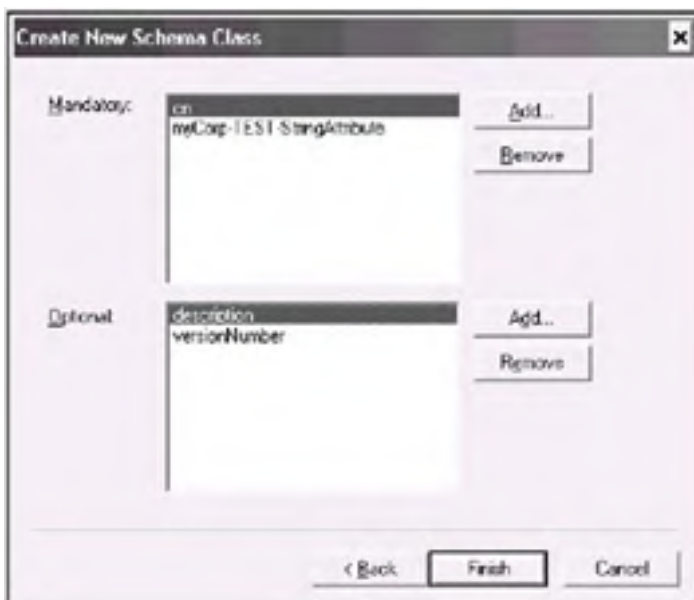 Create New Schema Class
Mandatory:
cn
myCorp-TEST-StringAttribute
Add...
Remove
Optional:
description
versionNumber
Add...
Remove
< Back
Finish
Cancel